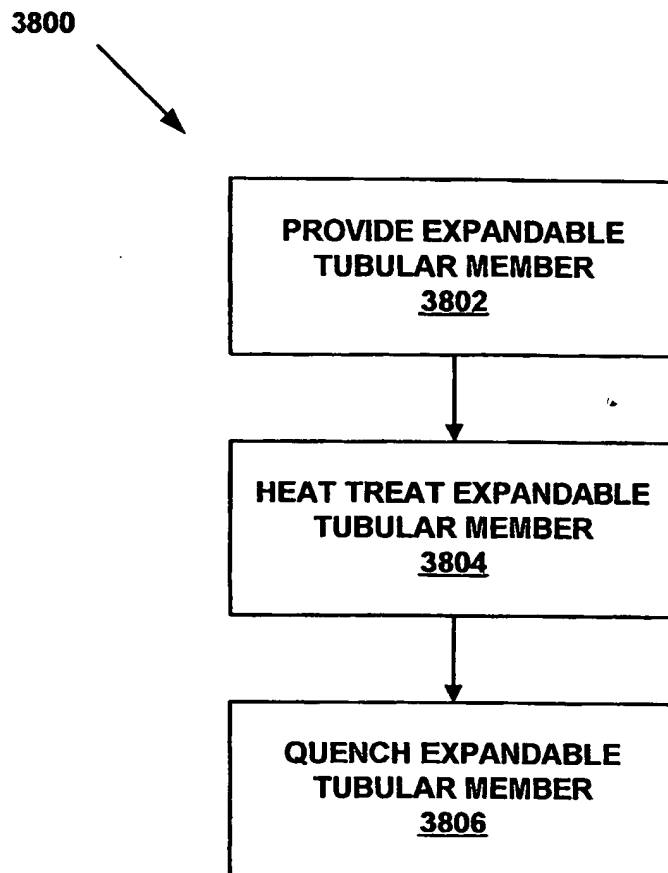 3800
PROVIDE EXPANDABLE
TUBULAR MEMBER
3802
HEAT TREAT EXPANDABLE
TUBULAR MEMBER
3804
QUENCH EXPANDABLE
TUBULAR MEMBER
3806